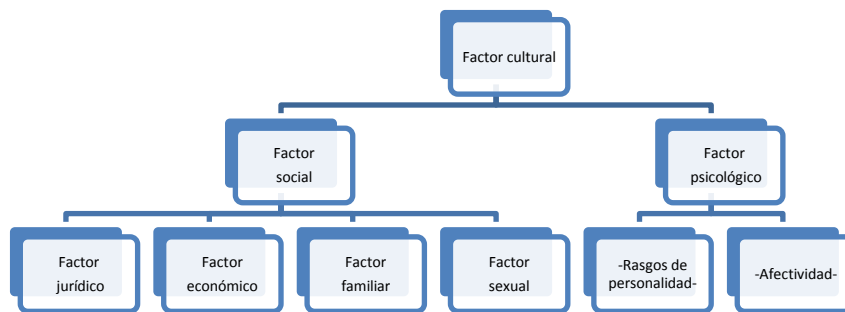 Factor cultural
Factor
social
Factor
psicológico
Factor
jurídico
Factor
económico
Factor
familiar
Factor
sexual
-Rasgos de
personalidad-
-Afectividad-